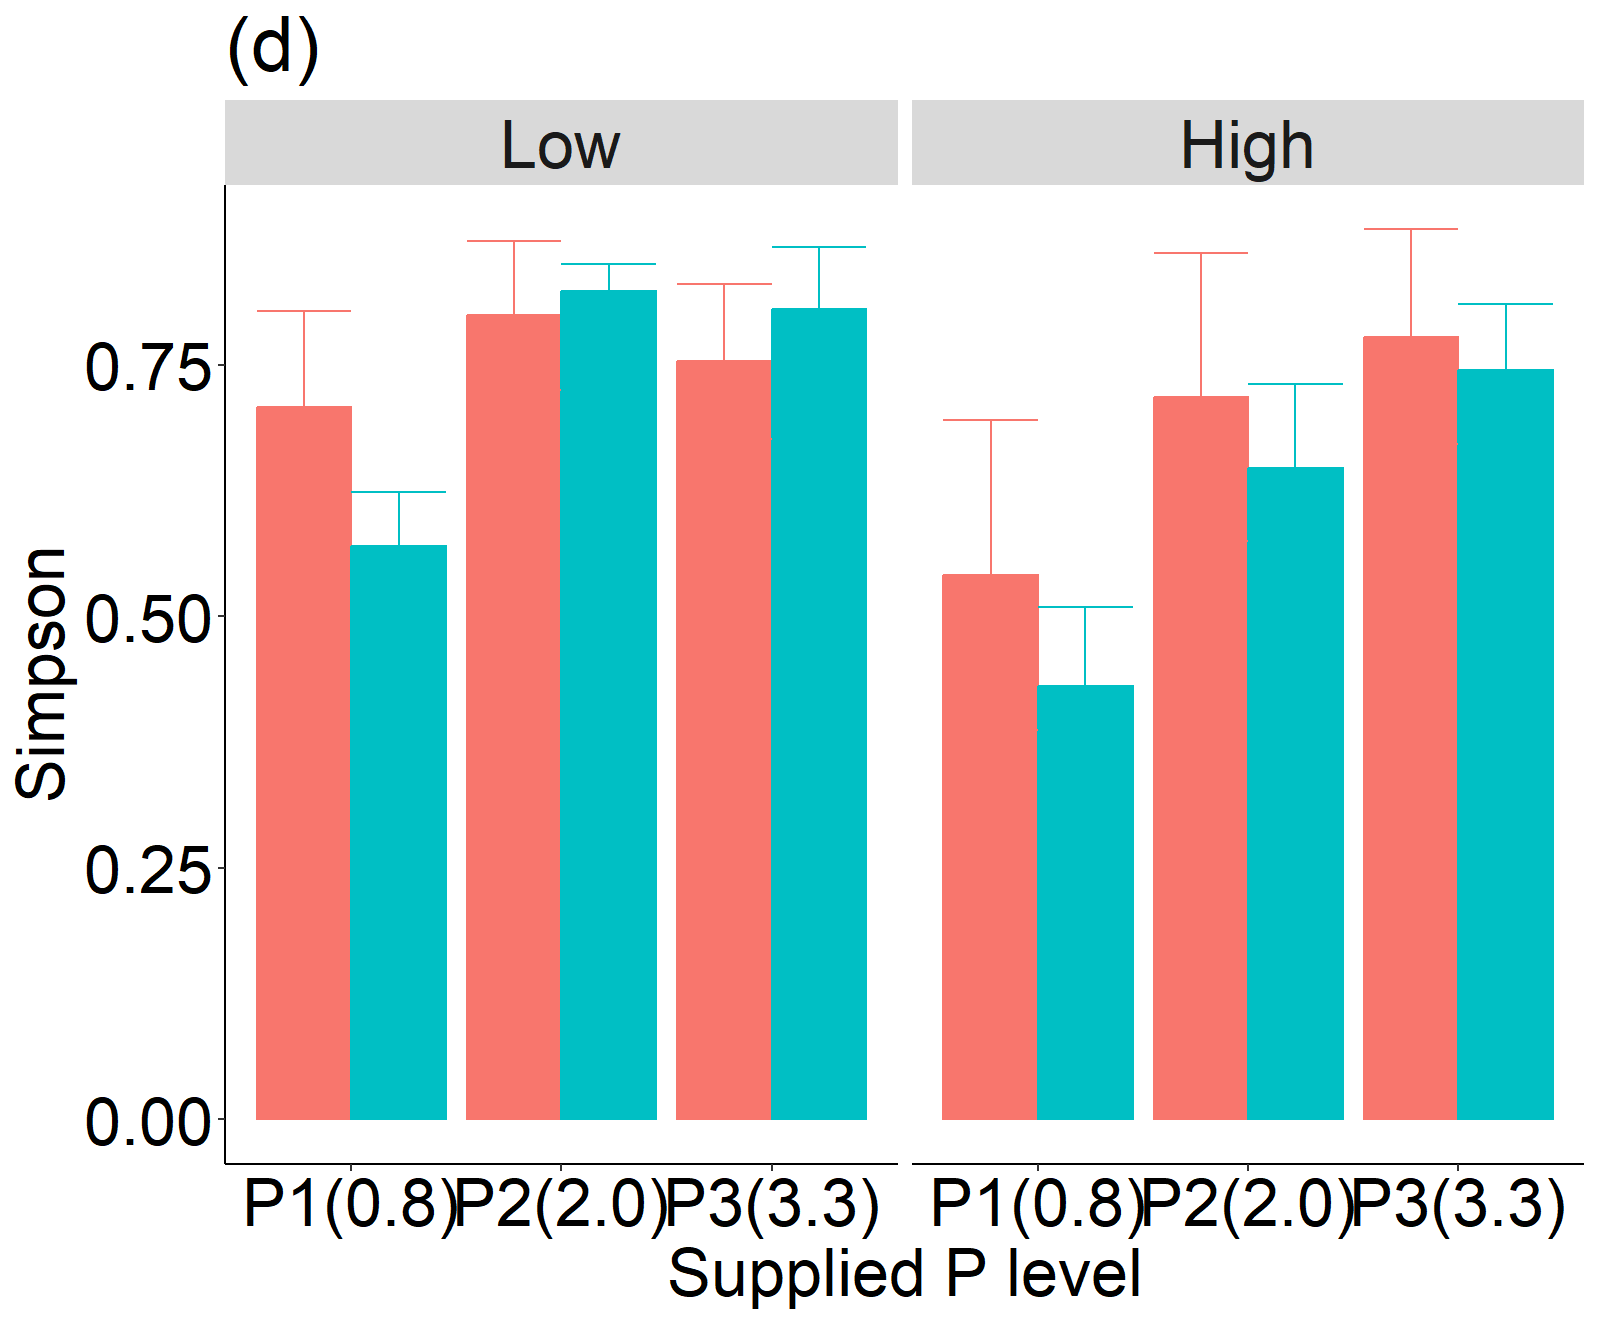 (d)
Low
High
Simpson
0.75
0.50
0.25
0.00
P1(0.8) P2(2.0) P3(3.3) P1(0.8) P2(2.0) P3(3.3)
Supplied P level